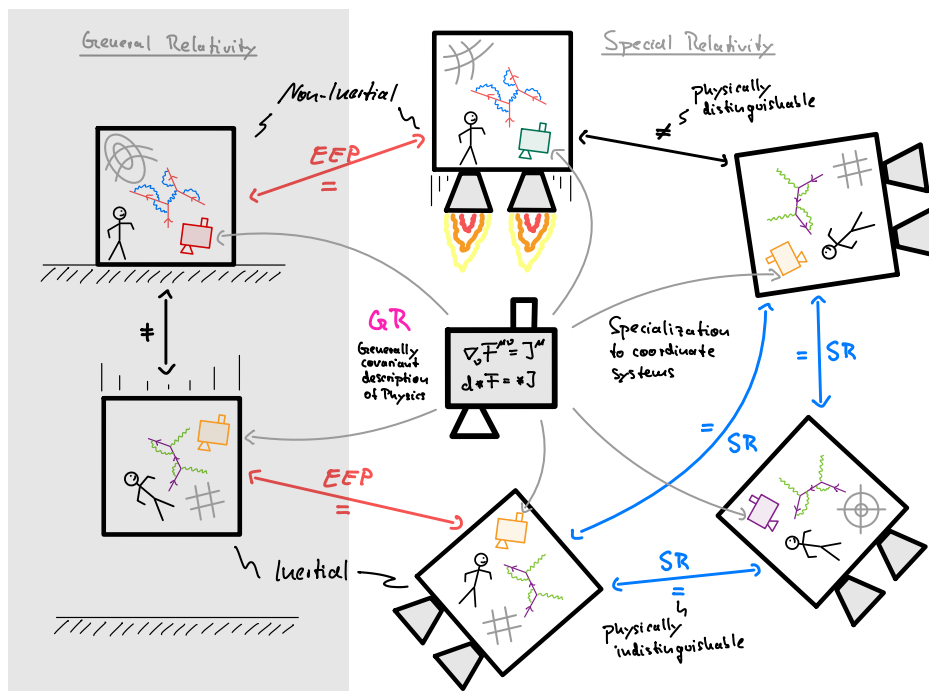 General Relativity
Special Relativity
Non-Inertial
physically
distinguishable
≠
EEP
=
≠
GR
Generally
covariant
description
of Physics
∇ᵥ F^μν = J^μ
d*F = *J
Specialization
to coordinate
systems
= SR
=
SR
EEP
=
Inertial
SR
=
physically
indistinguishable